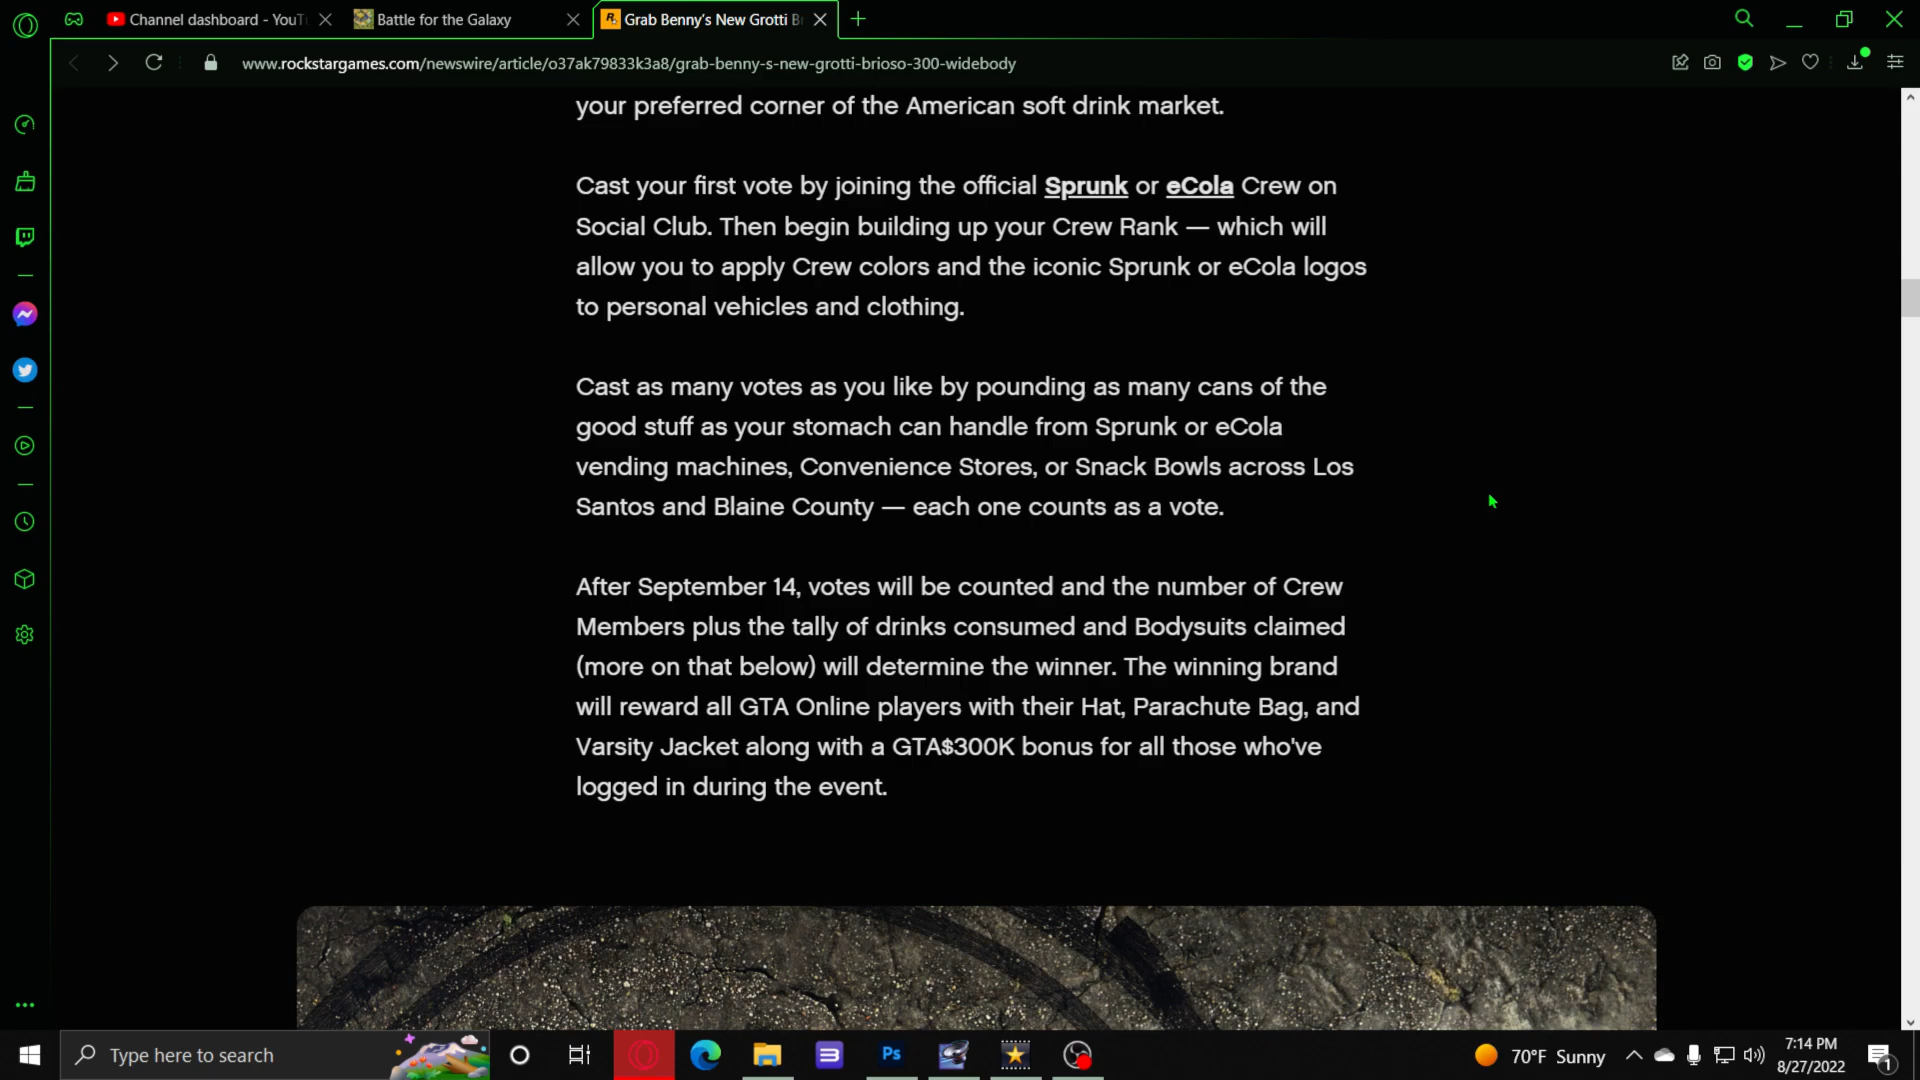 Channel dashboard - YouTu
Battle for the Galaxy
Grab Benny's New Grotti B
www.rockstargames.com/newswire/article/o37ak79833k3a8/grab-benny-s-new-grotti-brioso-300-widebody
your preferred corner of the American soft drink market.
Cast your first vote by joining the official Sprunk or eCola Crew on
Social Club. Then begin building up your Crew Rank — which will
allow you to apply Crew colors and the iconic Sprunk or eCola logos
to personal vehicles and clothing.
Cast as many votes as you like by pounding as many cans of the
good stuff as your stomach can handle from Sprunk or eCola
vending machines, Convenience Stores, or Snack Bowls across Los
Santos and Blaine County — each one counts as a vote.
After September 14, votes will be counted and the number of Crew
Members plus the tally of drinks consumed and Bodysuits claimed
(more on that below) will determine the winner. The winning brand
will reward all GTA Online players with their Hat, Parachute Bag, and
Varsity Jacket along with a GTA$300K bonus for all those who've
logged in during the event.
Type here to search
Ps
70°F Sunny
7:14 PM
8/27/2022
1